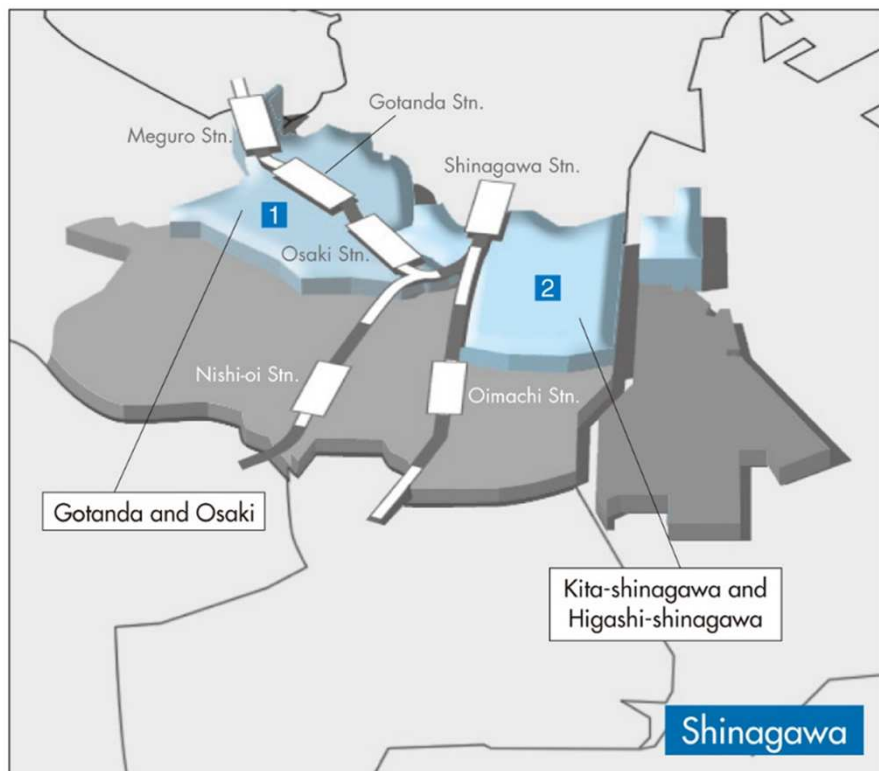 Gotanda Stn.
Meguro Stn.
Shinagawa Stn.
1
Osaki Stn.
2
Nishi-oi Stn.
Oimachi Stn.
Gotanda and Osaki
Kita-shinagawa and
Higashi-shinagawa
Shinagawa